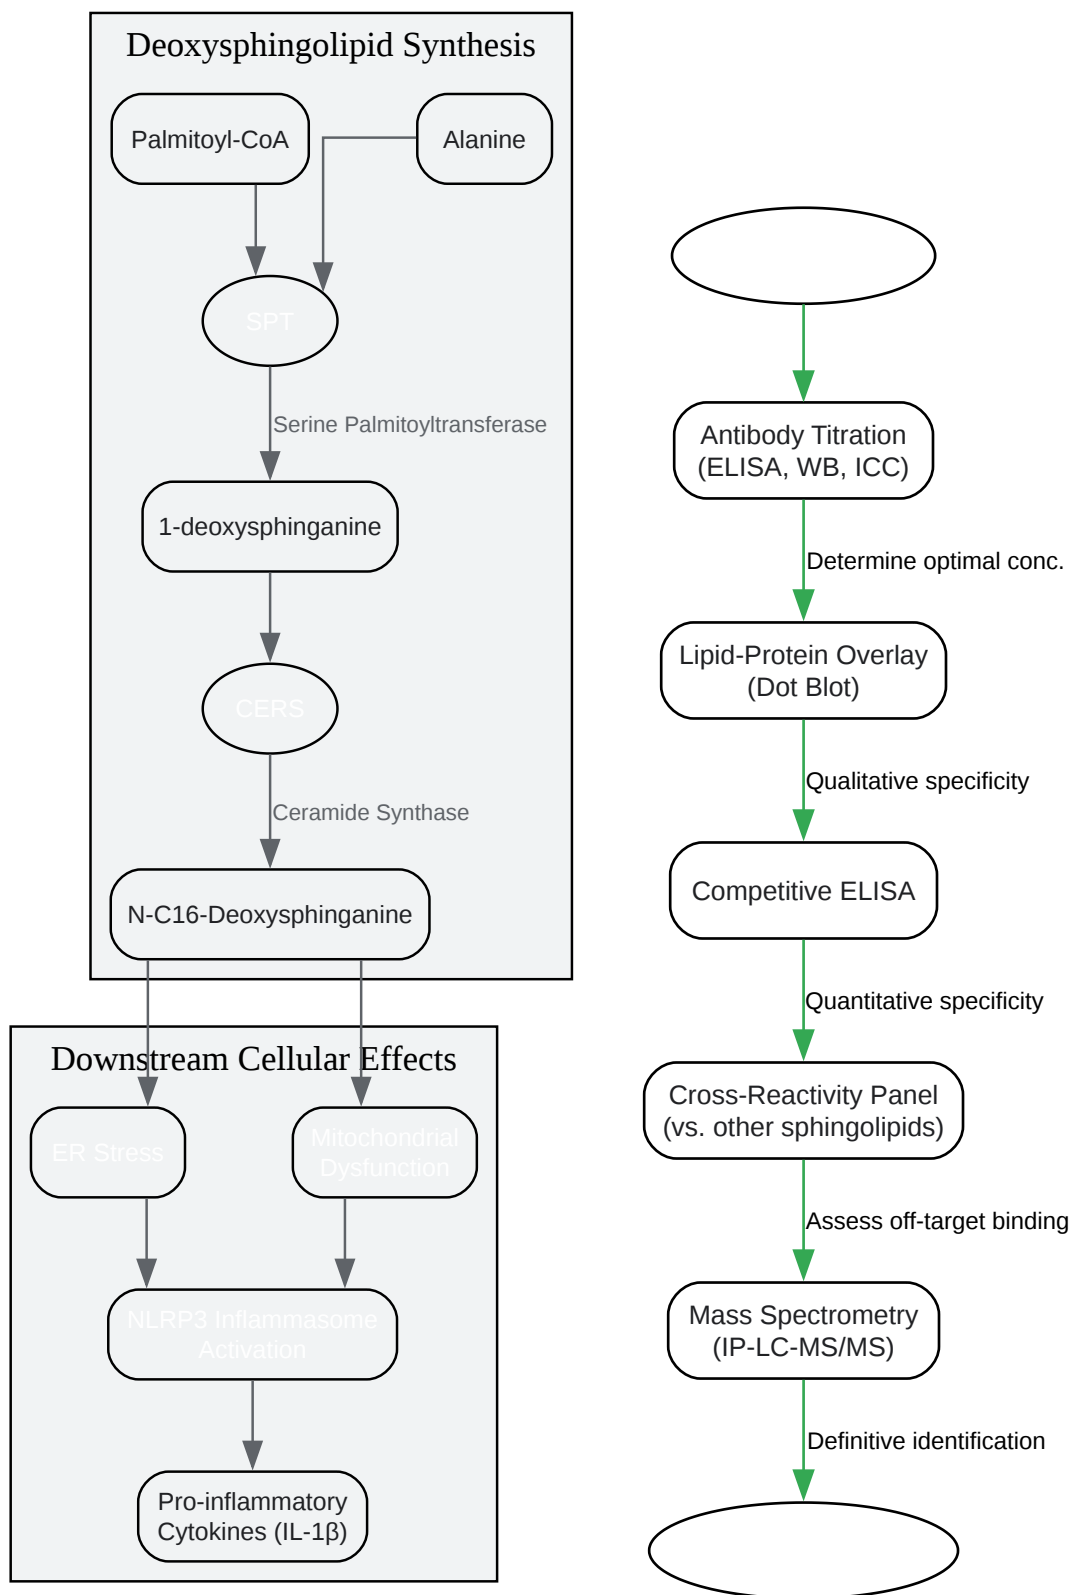 Deoxysphingolipid Synthesis
Palmitoyl-CoA
Alanine
SPT
Serine Palmitoyltransferase
1-deoxysphinganine
CERS
Ceramide Synthase
N-C16-Deoxysphinganine
Downstream Cellular Effects
ER Stress
Mitochondrial
Dysfunction
NLRP3 Inflammasome
Activation
Pro-inflammatory
Cytokines (IL-1β)
Antibody Titration
(ELISA, WB, ICC)
Determine optimal conc.
Lipid-Protein Overlay
(Dot Blot)
Qualitative specificity
Competitive ELISA
Quantitative specificity
Cross-Reactivity Panel
(vs. other sphingolipids)
Assess off-target binding
Mass Spectrometry
(IP-LC-MS/MS)
Definitive identification